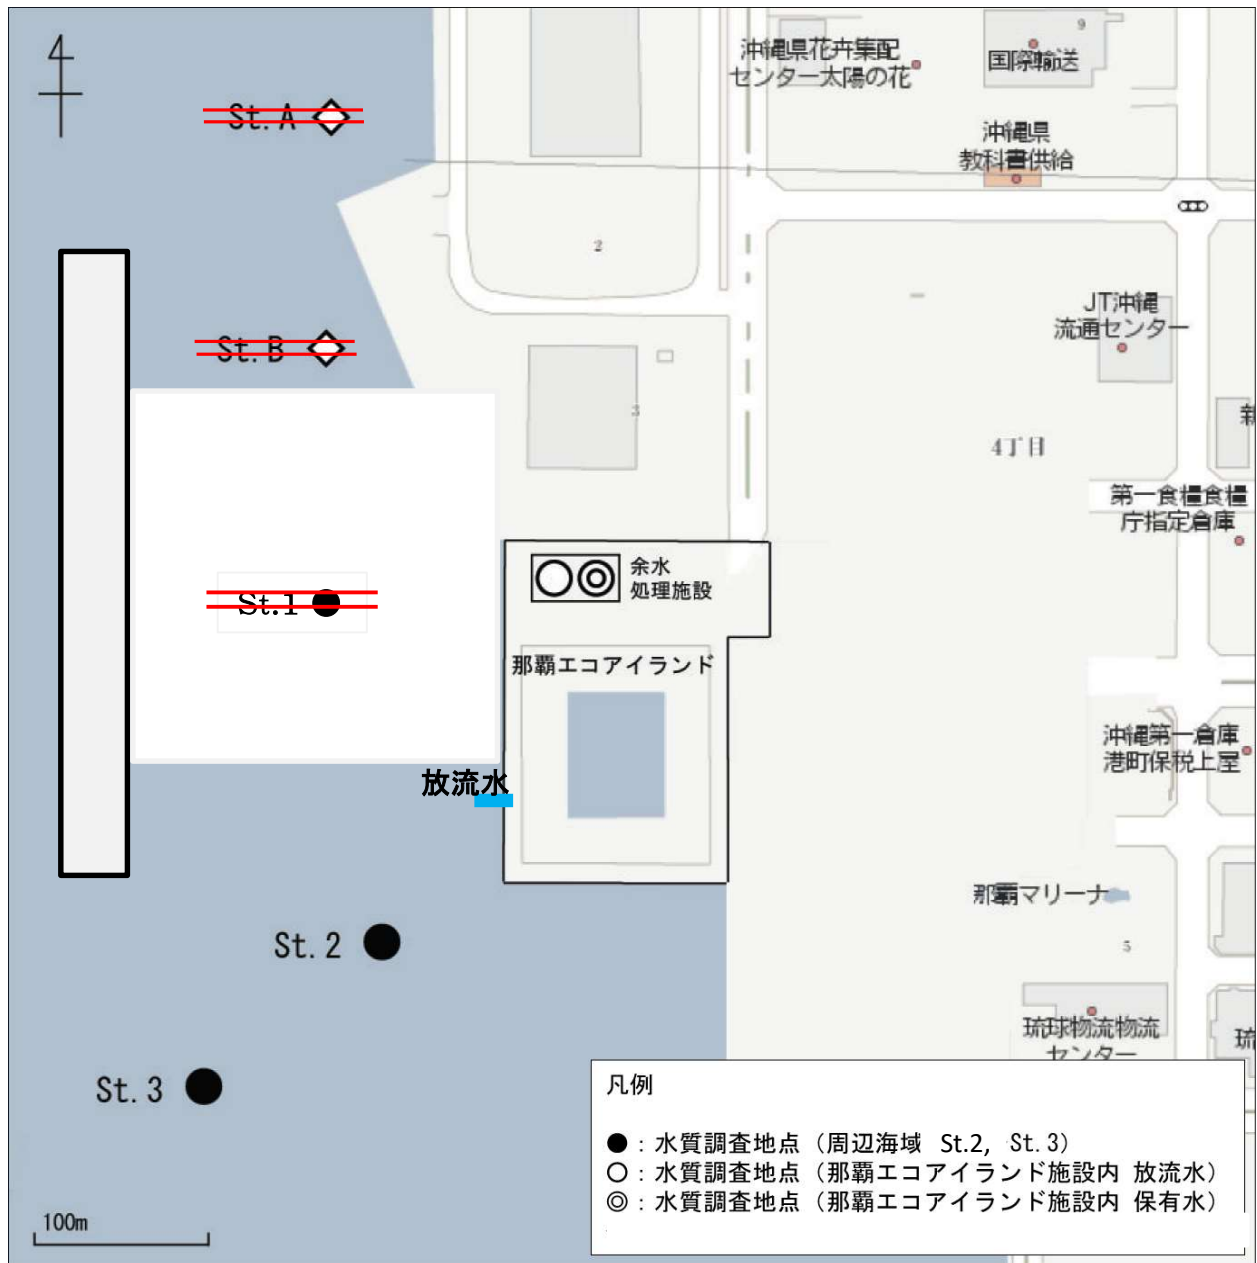 4
St. A
沖縄県花卉集配
センター太陽の花
国際輸送
9
沖縄県
教科書供給
2
St. B
JT沖縄
流通センター
3
新
4丁目
第一食糧食糧
庁指定倉庫
余水
処理施設
St.1
那覇エコアイランド
沖縄第一倉庫
港町保税上屋
放流水
那覇マリーナ
5
St. 2
琉球物流物流
センター
琉
St. 3
凡例
●：水質調査地点（周辺海域 St.2, St. 3）
○：水質調査地点（那覇エコアイランド施設内 放流水）
◎：水質調査地点（那覇エコアイランド施設内 保有水）
100m